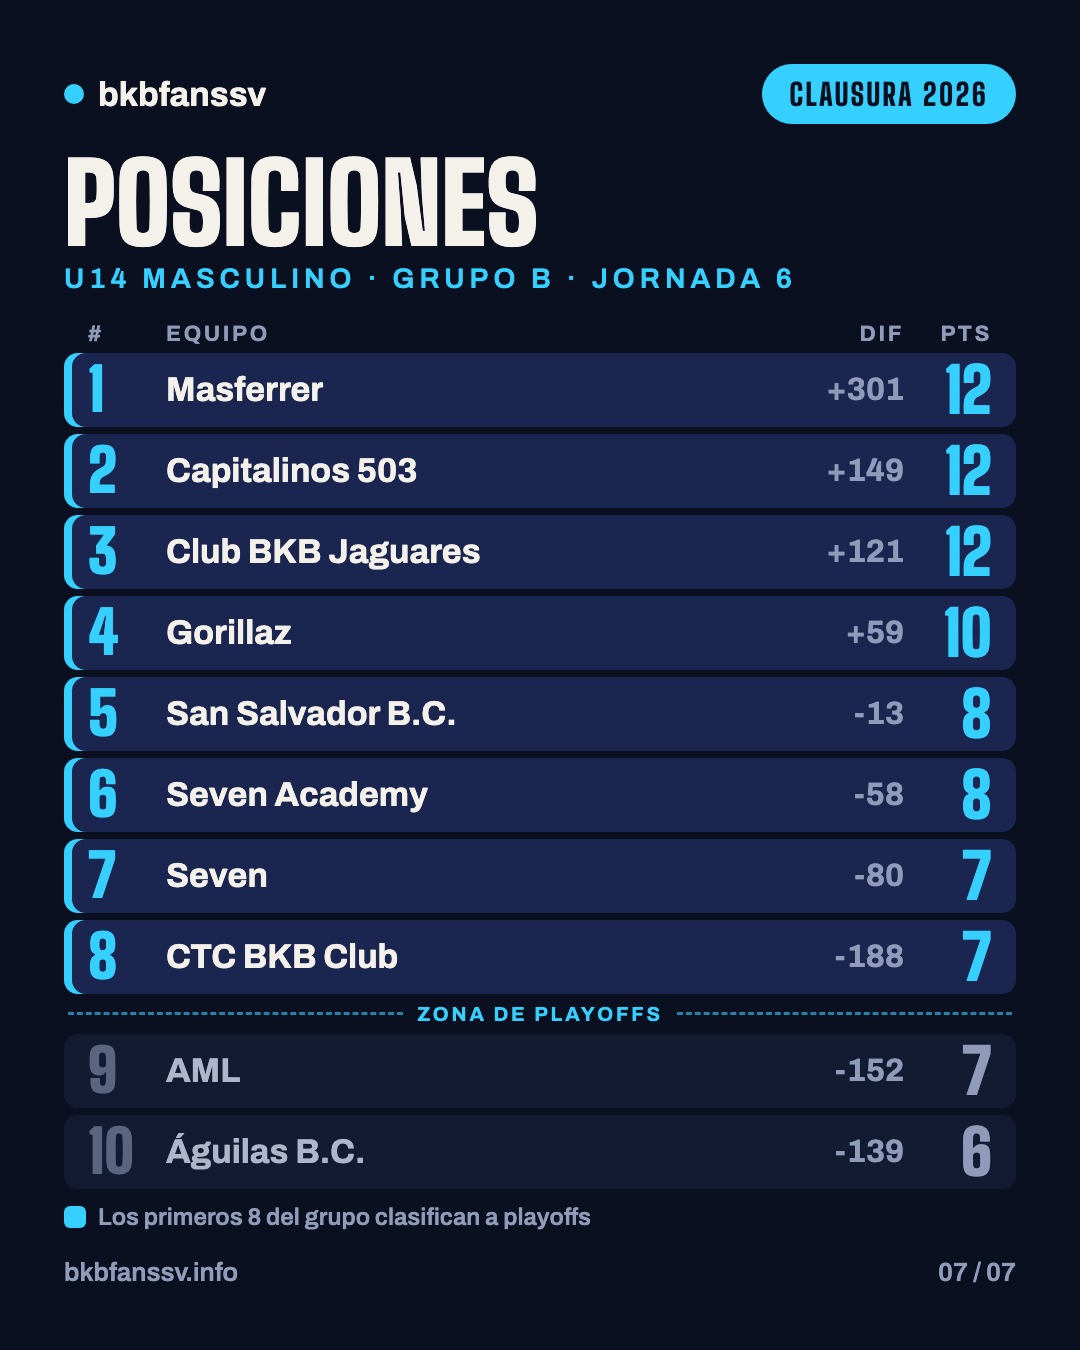 bkbfanssv
CLAUSURA 2026
POSICIONES
U14 MASCULINO · GRUPO B · JORNADA 6
# EQUIPO DIF PTS
1 Masferrer +301 12
2 Capitalinos 503 +149 12
3 Club BKB Jaguares +121 12
4 Gorillaz +59 10
5 San Salvador B.C. -13 8
6 Seven Academy -58 8
7 Seven -80 7
8 CTC BKB Club -188 7
ZONA DE PLAYOFFS
9 AML -152 7
10 Águilas B.C. -139 6
Los primeros 8 del grupo clasifican a playoffs
bkbfanssv.info 07 / 07